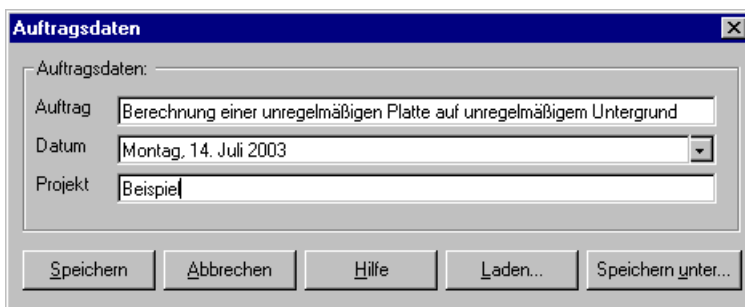 Auftragsdaten
Auftragsdaten:
Auftrag Berechnung einer unregelmäßigen Platte auf unregelmäßigem Untergrund
Datum Montag, 14. Juli 2003
Projekt Beispiel
Speichern Abbrechen Hilfe Laden... Speichern unter...